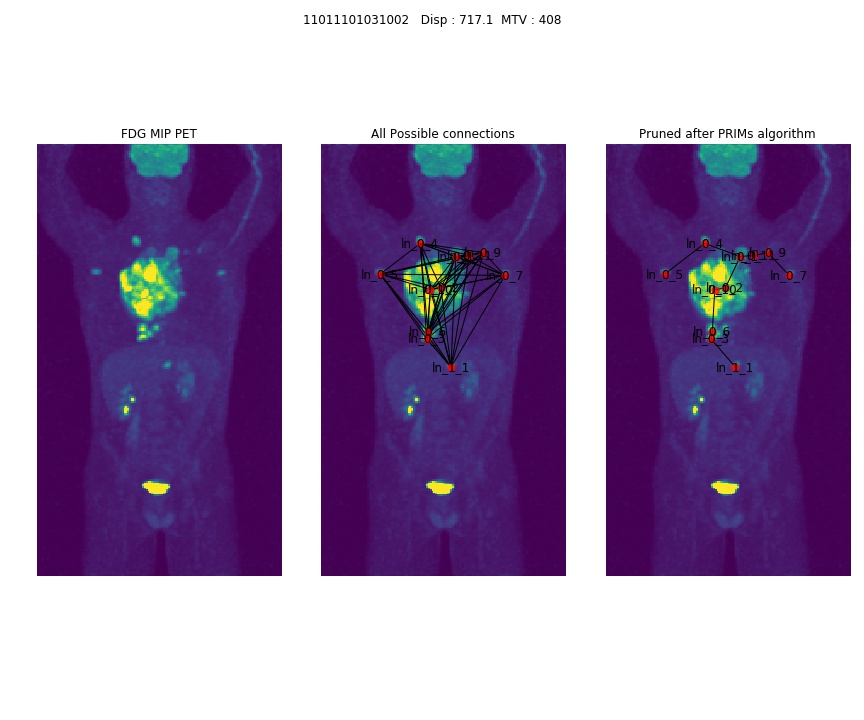 11011101031002   Disp : 717.1  MTV : 408
FDG MIP PET
All Possible connections
Pruned after PRIMs algorithm
ln_0_4
ln_0_9
ln_0_7
ln_1_1
ln_0_4
ln_0_9
ln_0_5
ln_0_7
ln_0_2
ln_0_6
ln_0_3
ln_1_1